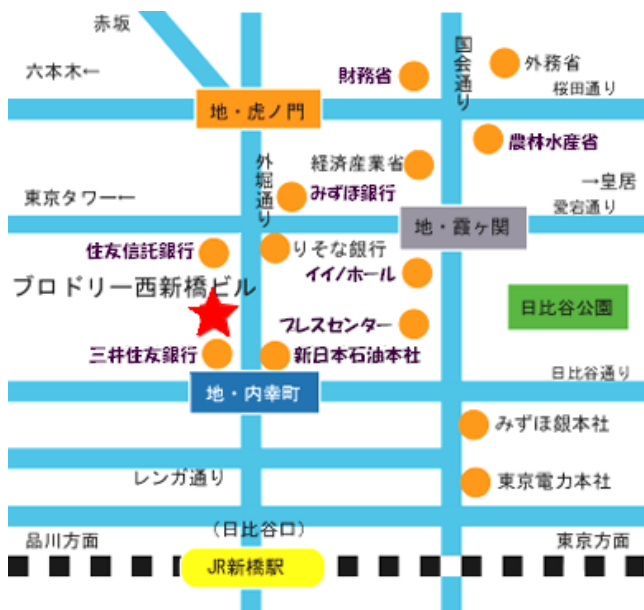 赤坂
六本木←
財務省
国会通り
外務省
桜田通り
地・虎ノ門
農林水産省
外堀通り
経済産業省
みずほ銀行
東京タワー←
→皇居
愛宕通り
地・霞ヶ関
住友信託銀行
りそな銀行
イイノホール
ブロドリー西新橋ビル
日比谷公園
プレスセンター
三井住友銀行
新日本石油本社
日比谷通り
地・内幸町
みずほ銀本社
レンガ通り
東京電力本社
（日比谷口）
品川方面
東京方面
JR新橋駅